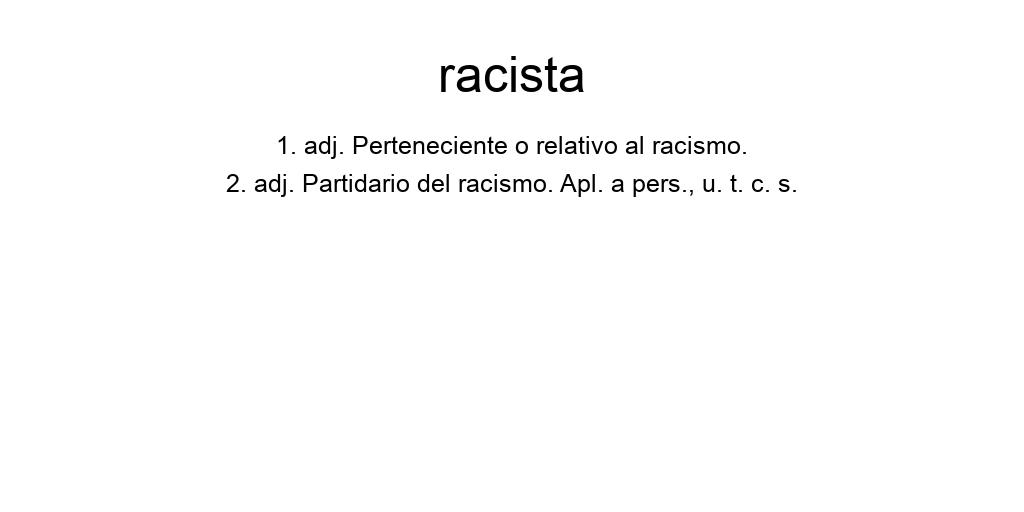 racista
1. adj. Perteneciente o relativo al racismo.
2. adj. Partidario del racismo. Apl. a pers., u. t. c. s.